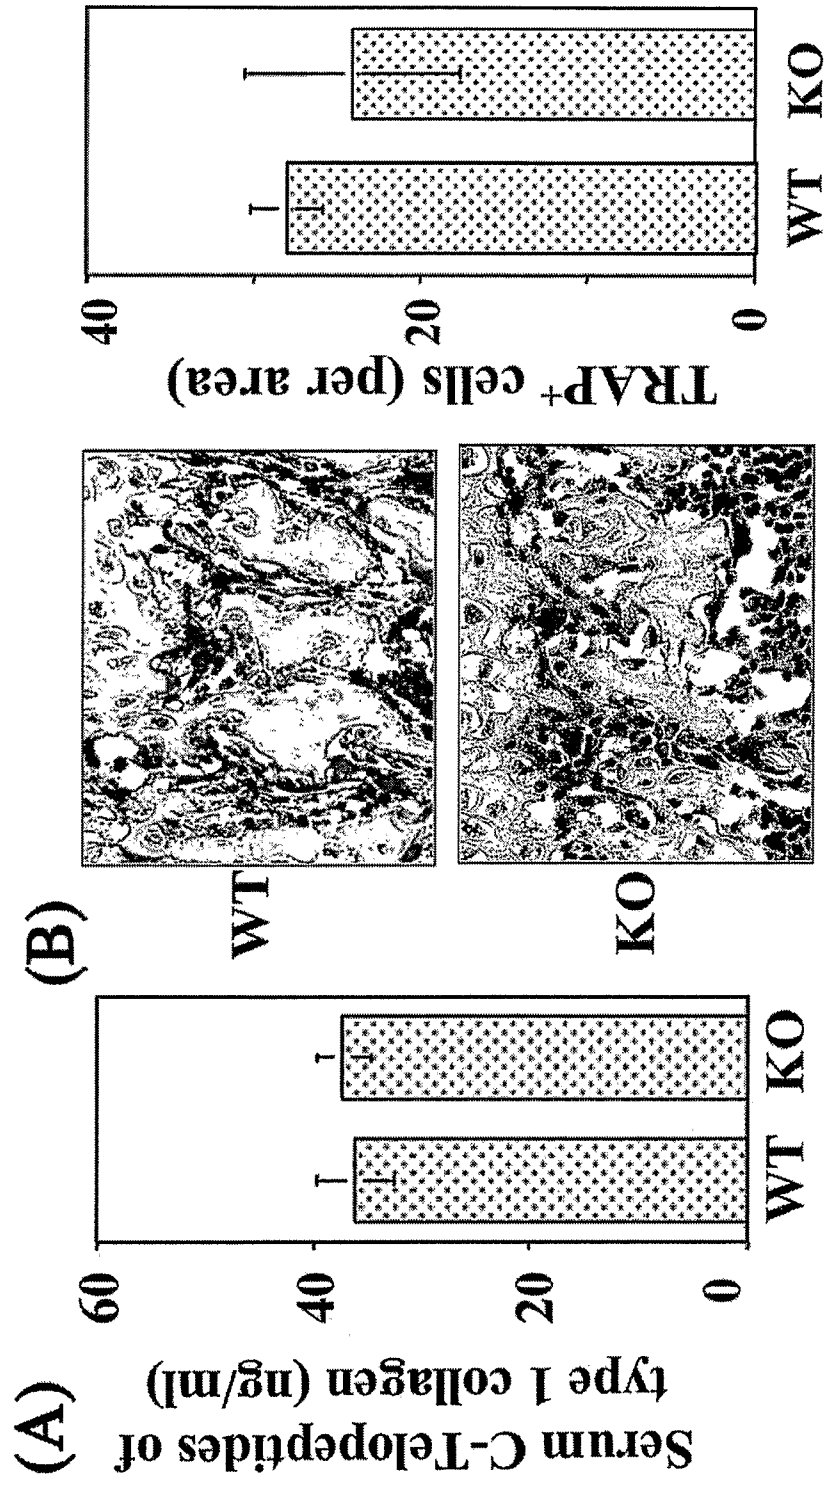 (A)
Serum C-Telopeptides of
type 1 collagen (ng/ml)
60
40
20
0
WT
KO
(B)
WT
KO
TRAP⁺ cells (per area)
40
20
0
WT
KO